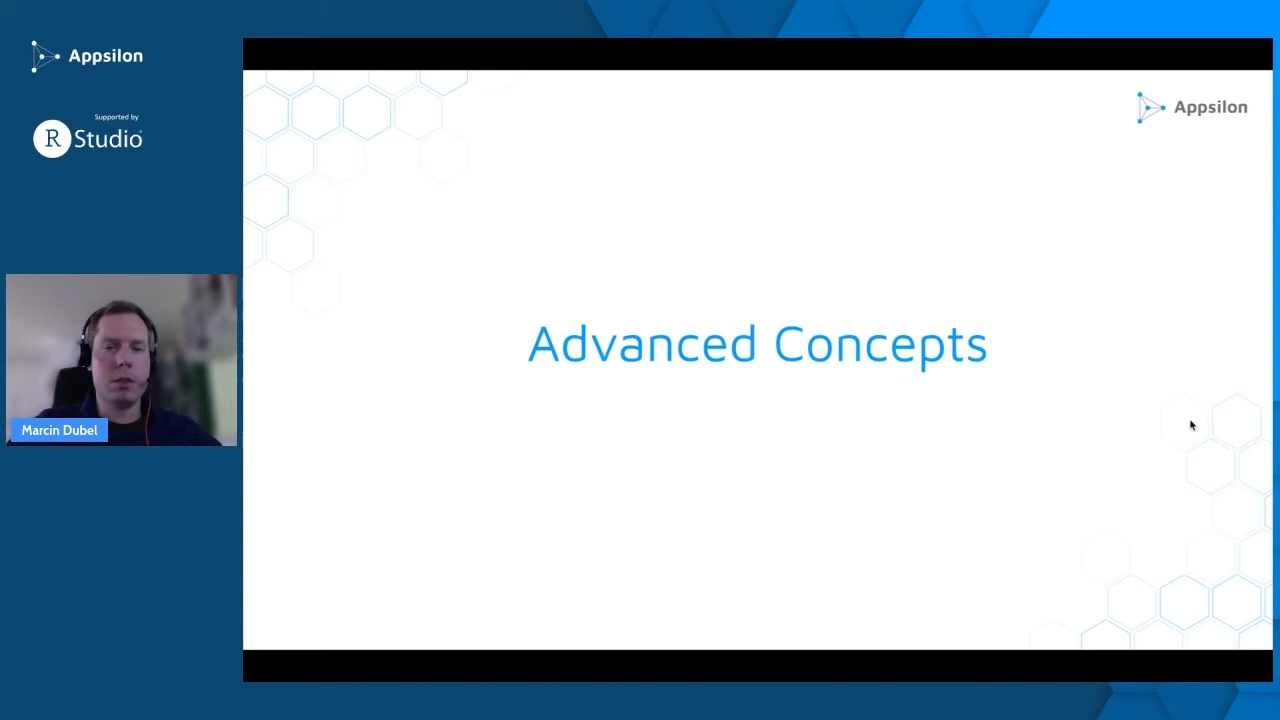 Appsilon
Supported by
R Studio
Appsilon
Advanced Concepts
Marcin Dubel